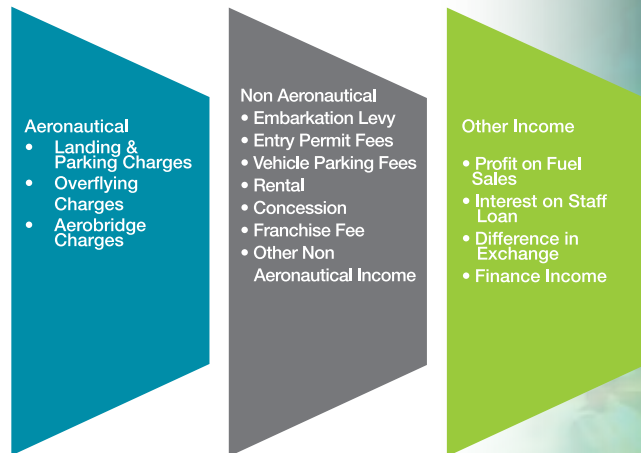 Aeronautical
• Landing &
Parking Charges
• Overflying
Charges
• Aerobridge
Charges
Non Aeronautical
• Embarkation Levy
• Entry Permit Fees
• Vehicle Parking Fees
• Rental
• Concession
• Franchise Fee
• Other Non
Aeronautical Income
Other Income
• Profit on Fuel
Sales
• Interest on Staff
Loan
• Difference in
Exchange
• Finance Income